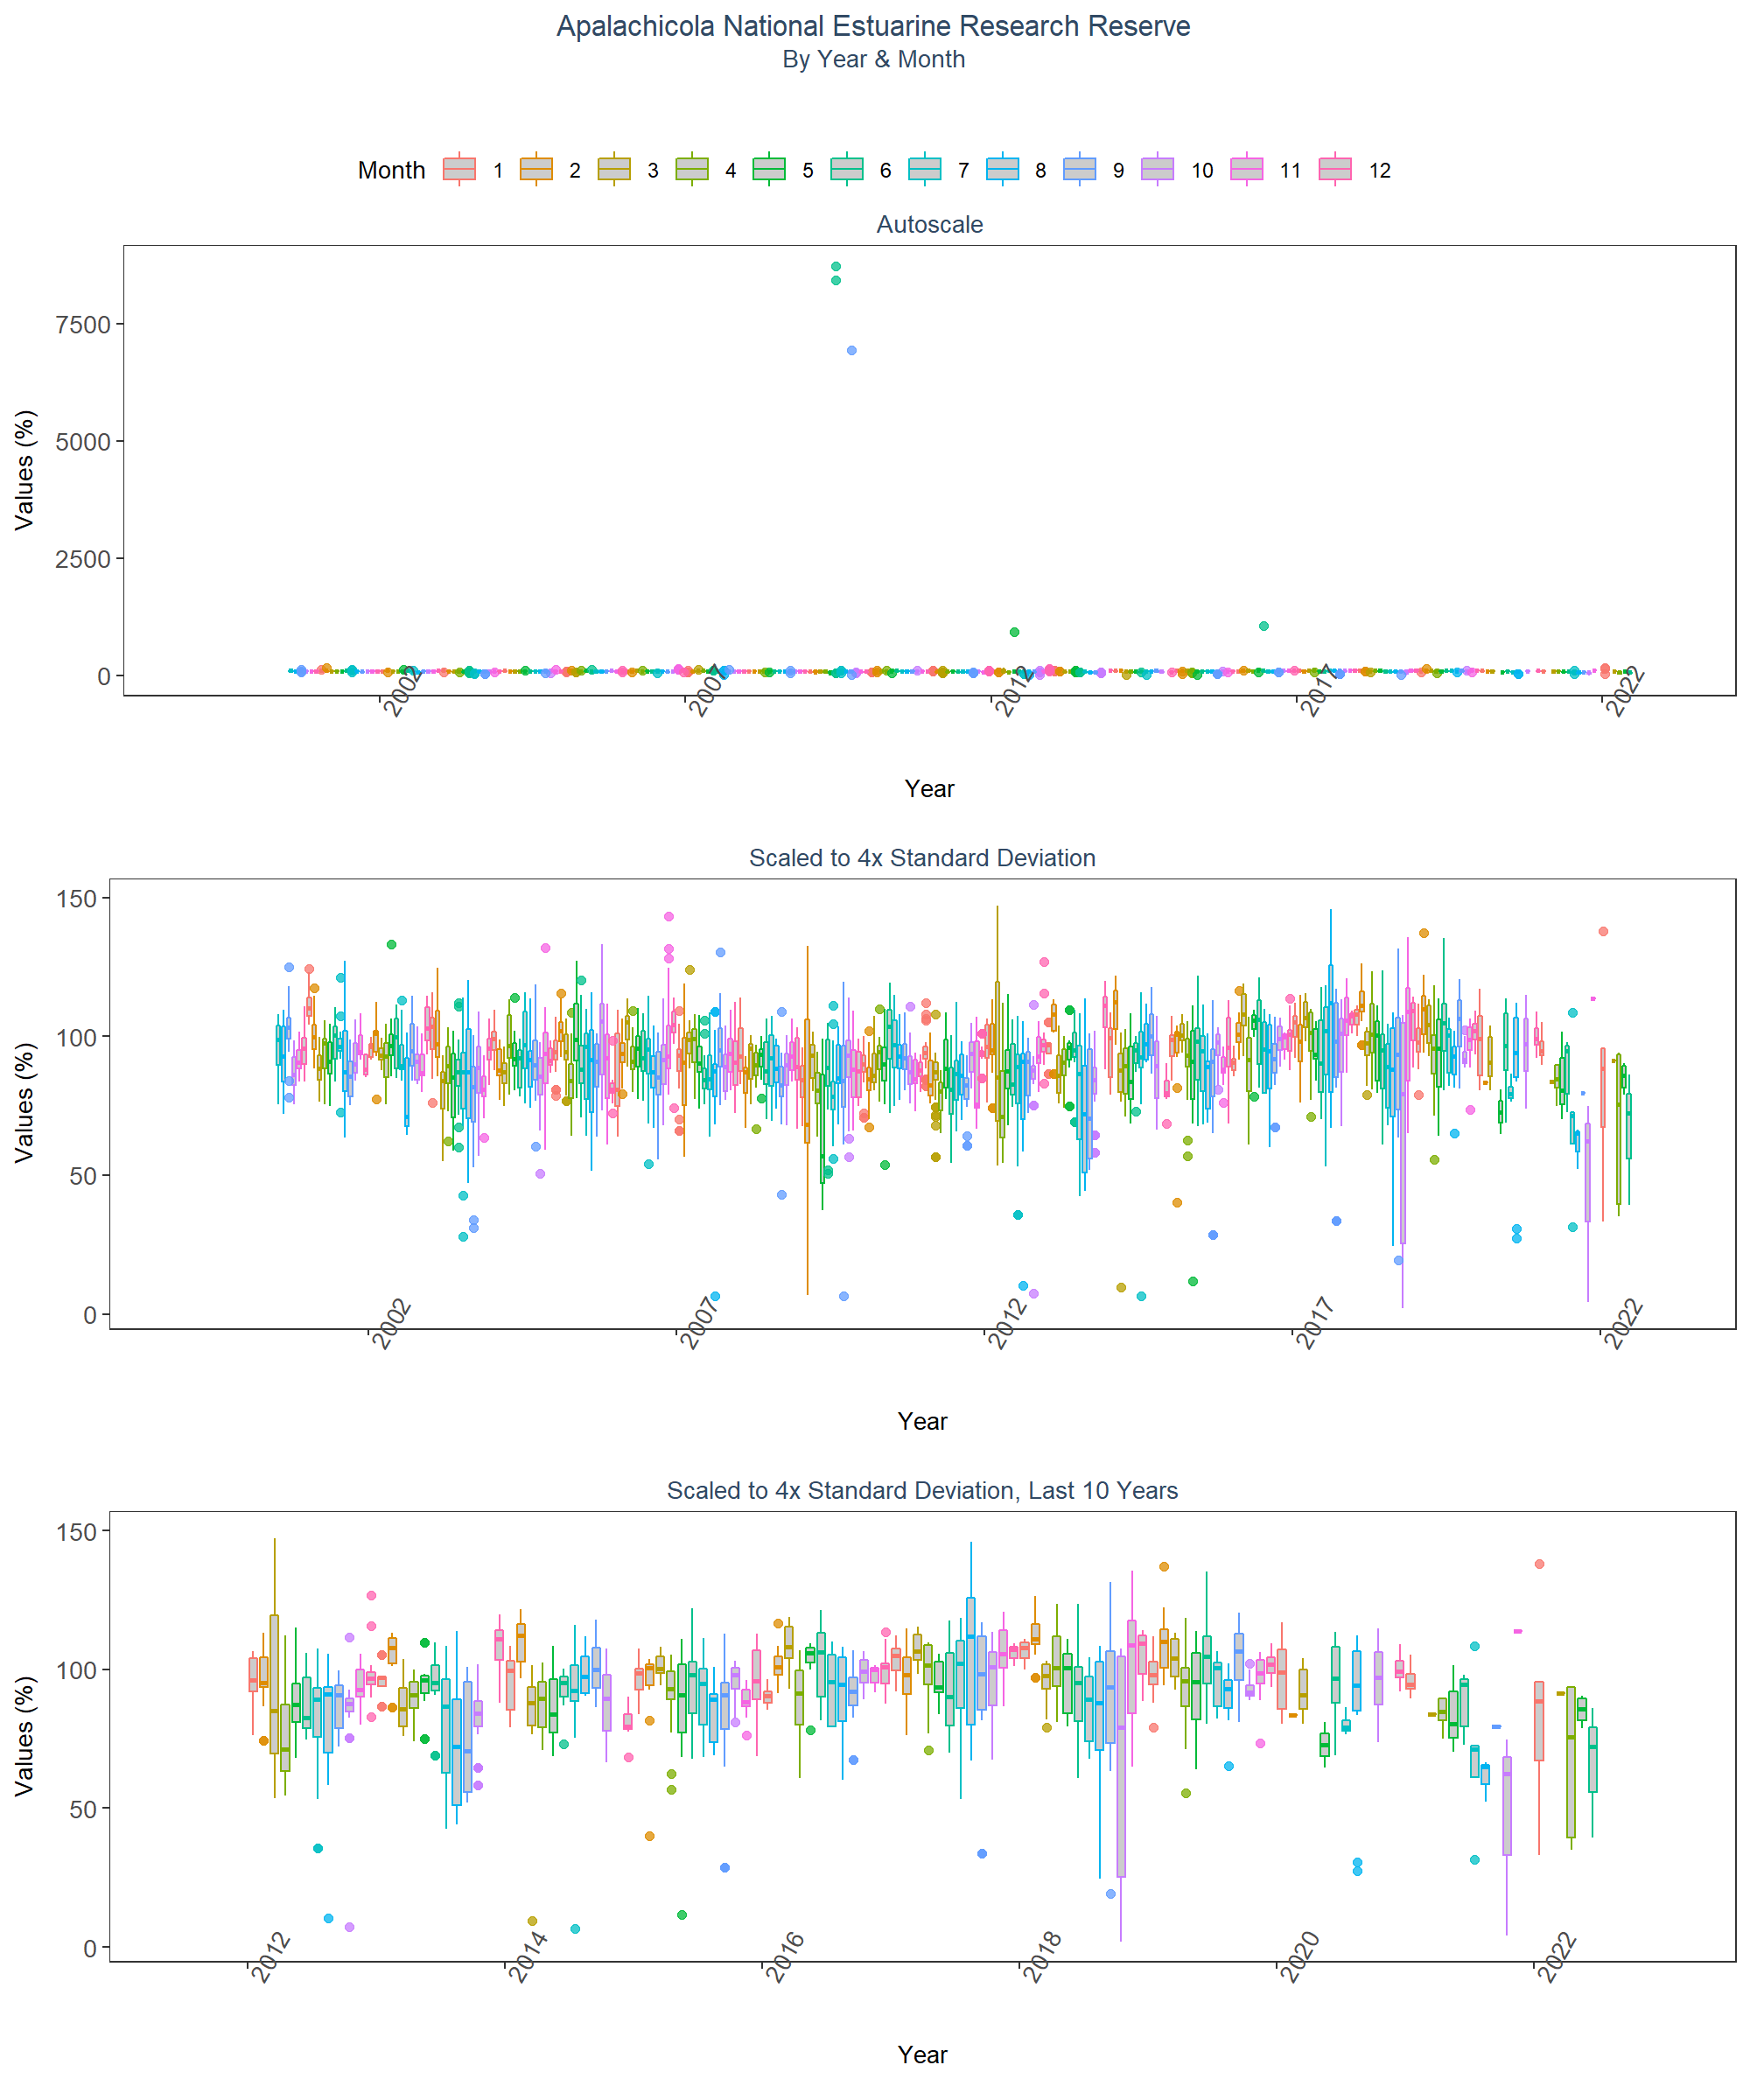 Apalachicola National Estuarine Research Reserve
By Year & Month
Month 1 2 3 4 5 6 7 8 9 10 11 12
Autoscale
Values (%)
7500
5000
2500
0
2002 2007 2012 2017 2022
Year
Scaled to 4x Standard Deviation
Values (%)
150
100
50
0
2002 2007 2012 2017 2022
Year
Scaled to 4x Standard Deviation, Last 10 Years
Values (%)
150
100
50
0
2012 2014 2016 2018 2020 2022
Year